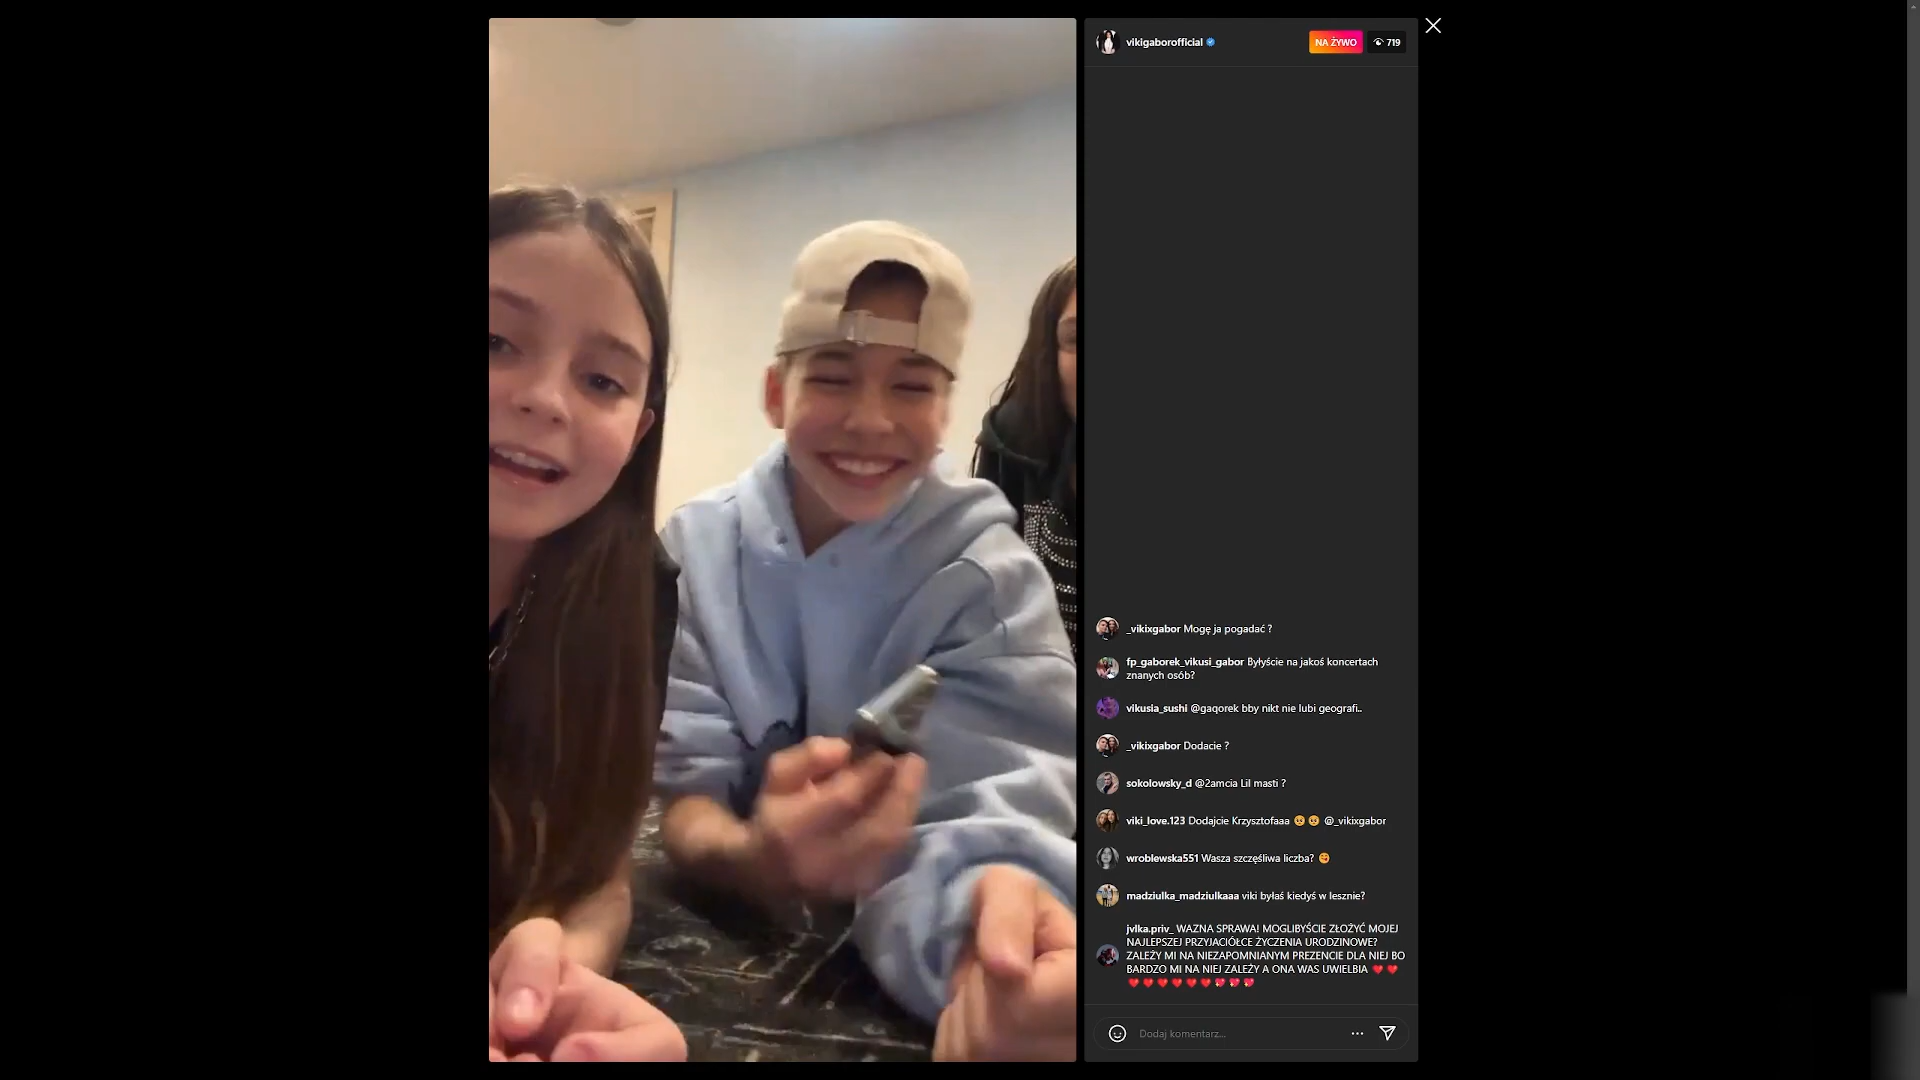 vikigaborofficial
NA ŻYWO
719
_vikixgabor Mogę ja pogadać ?
fp_gaborek_vikusi_gabor Byłyście na jakoś koncertach
znanych osób?
vikusia_sushi @gaqorek bby nikt nie lubi geografi..
_vikixgabor Dodacie ?
sokolowsky_d @2amcia Lil masti ?
viki_love.123 Dodajcie Krzysztofaaa 🥺🥺 @_vikixgabor
wroblewska551 Wasza szczęśliwa liczba? 🥰
madziulka_madziulkaaa viki byłaś kiedyś w lesznie?
jvlka.priv_ WAZNA SPRAWA! MOGLIBYŚCIE ZŁOŻYĆ MOJEJ
NAJLEPSZEJ PRZYJACIÓŁCE ŻYCZENIA URODZINOWE?
ZALEŻY MI NA NIEZAPOMNIANYM PREZENCIE DLA NIEJ BO
BARDZO MI NA NIEJ ZALEŻY A ONA WAS UWIELBIA ❤️❤️
❤️❤️❤️❤️❤️❤️💖💖💖
Dodaj komentarz...